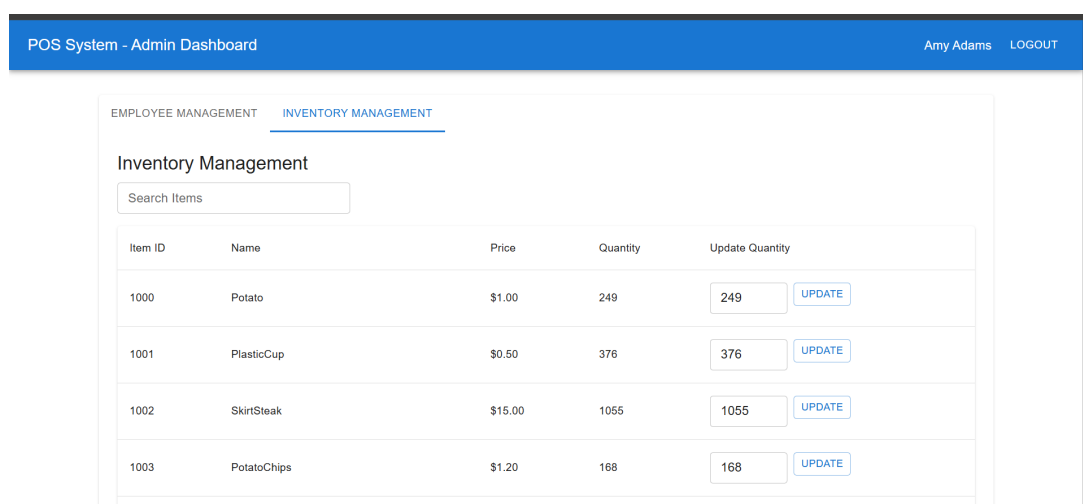 POS System - Admin Dashboard Amy Adams LOGOUT
EMPLOYEE MANAGEMENT INVENTORY MANAGEMENT
Inventory Management
Search Items
Item ID Name Price Quantity Update Quantity
1000 Potato $1.00 249 249 UPDATE
1001 PlasticCup $0.50 376 376 UPDATE
1002 SkirtSteak $15.00 1055 1055 UPDATE
1003 PotatoChips $1.20 168 168 UPDATE